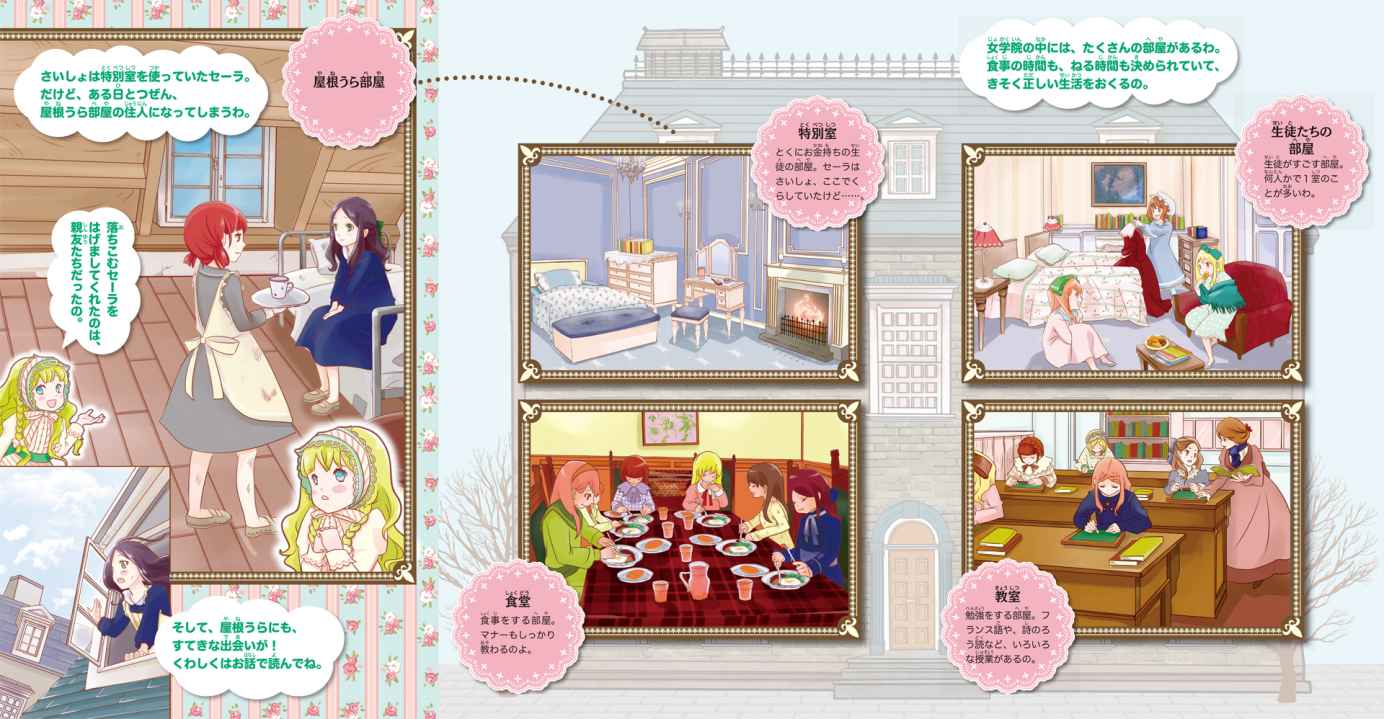 さいしょは特別室を使っていたセーラ。
だけど、ある日とつぜん、
屋根うら部屋の住人になってしまうわ。
屋根うら部屋
落ちこむセーラを
はげましてくれたのは、
親友たちだったの。
そして、屋根うらにも、
すてきな出会いが！
くわしくはお話で読んでね。
女学院の中には、たくさんの部屋があるわ。
食事の時間も、ねる時間も決められていて、
きそく正しい生活をおくるの。
特別室
とくにお金持ちの生
徒の部屋。セーラは
さいしょ、ここでく
らしていたけど……。
生徒たちの
部屋
生徒がすごす部屋。
何人かで１室のこ
とが多いわ。
食堂
食事をする部屋。
マナーもしっかり
教わるのよ。
教室
勉強をする部屋。フ
ランス語や、詩のろ
う読など、いろいろ
な授業があるの。